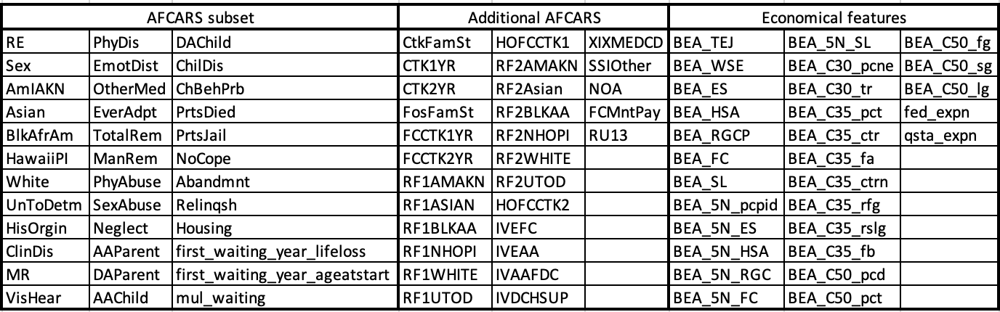 AFCARS subset Additional AFCARS Economical features
RE PhyDis DAChild CtkFamSt HOFCCTK1 XIXMEDCD BEA_TEJ BEA_5N_SL BEA_C50_fg
Sex EmotDist ChilDis CTK1YR RF2AMAKN SSIOther BEA_WSE BEA_C30_pcne BEA_C50_sg
AmIAKN OtherMed ChBehPrb CTK2YR RF2Asian NOA BEA_ES BEA_C30_tr BEA_C50_lg
Asian EverAdpt PrtsDied FosFamSt RF2BLKAA FCMntPay BEA_HSA BEA_C35_pct fed_expn
BlkAfrAm TotalRem PrtsJail FCCTK1YR RF2NHOPI RU13 BEA_RGCP BEA_C35_ctr qsta_expn
HawaiiPI ManRem NoCope FCCTK2YR RF2WHITE BEA_FC BEA_C35_fa
White PhyAbuse Abandmnt RF1AMAKN RF2UTOD BEA_SL BEA_C35_ctrn
UnToDetm SexAbuse Relinqsh RF1ASIAN HOFCCTK2 BEA_5N_pcpid BEA_C35_rfg
HisOrgin Neglect Housing RF1BLKAA IVEFC BEA_5N_ES BEA_C35_rslg
ClinDis AAParent first_waiting_year_lifeloss RF1NHOPI IVEAA BEA_5N_HSA BEA_C35_fb
MR DAParent first_waiting_year_ageatstart RF1WHITE IVAAFDC BEA_5N_RGC BEA_C50_pcd
VisHear AAChild mul_waiting RF1UTOD IVDCHSUP BEA_5N_FC BEA_C50_pct